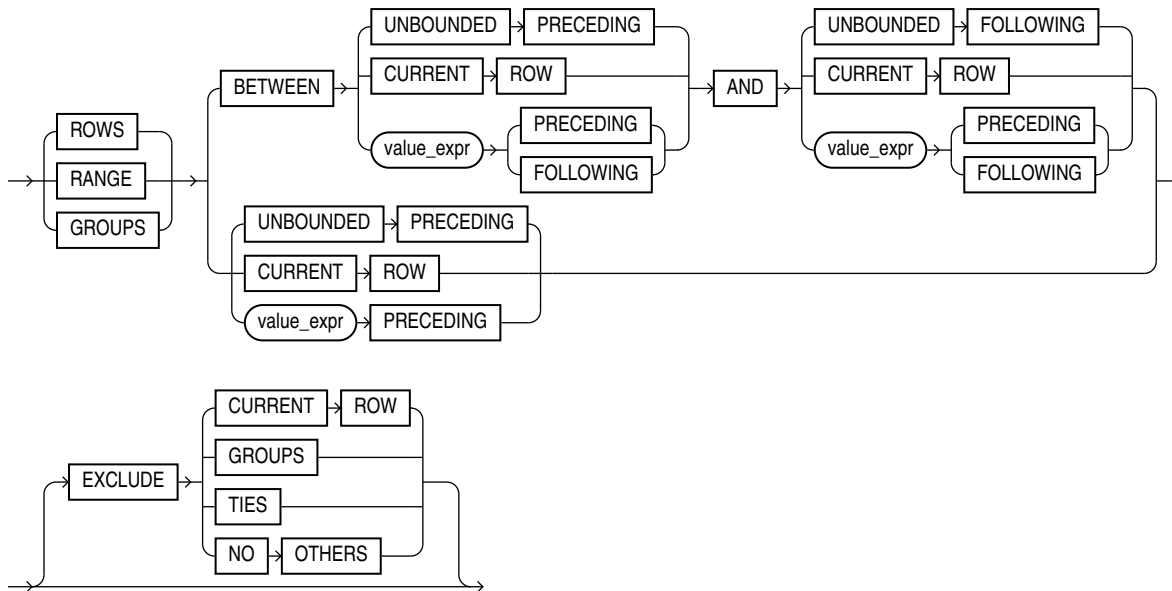 UNBOUNDED PRECEDING UNBOUNDED FOLLOWING
BETWEEN CURRENT ROW AND CURRENT ROW
ROWS value_expr PRECEDING value_expr PRECEDING
RANGE FOLLOWING FOLLOWING
GROUPS UNBOUNDED PRECEDING
CURRENT ROW
value_expr PRECEDING
CURRENT ROW
GROUPS
EXCLUDE
TIES
NO OTHERS